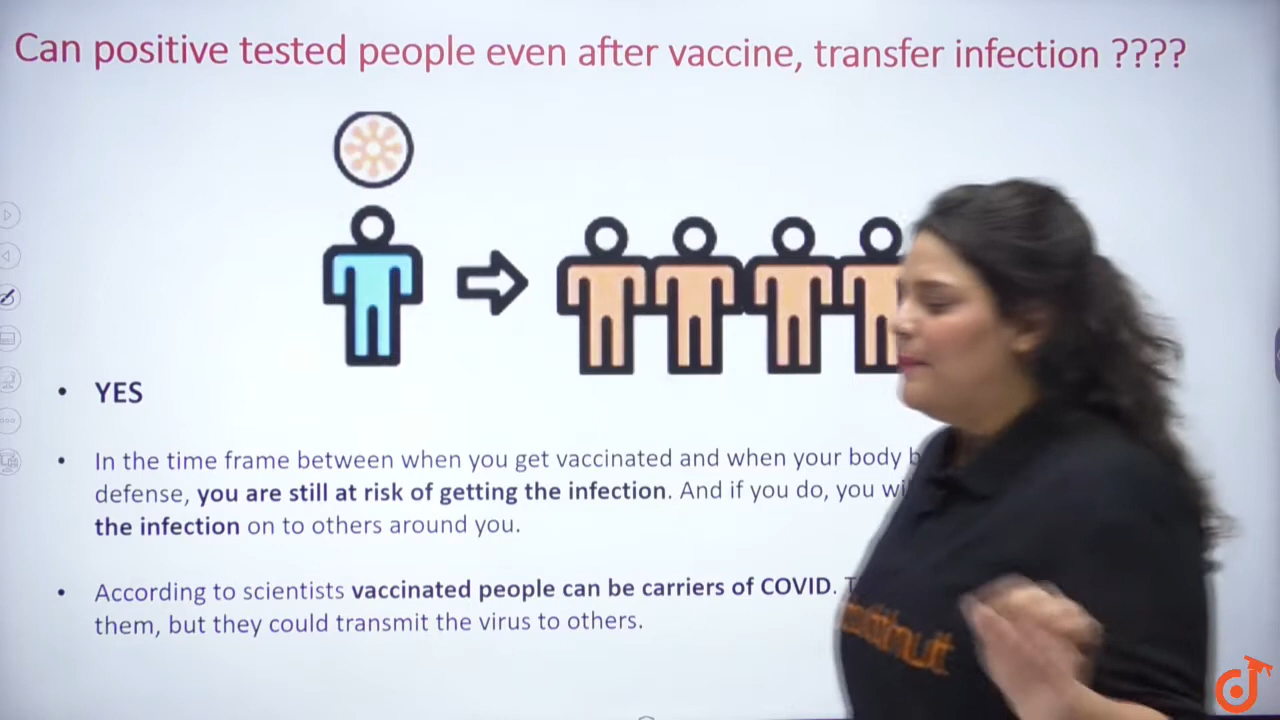 Can positive tested people even after vaccine, transfer infection ????
• YES
• In the time frame between when you get vaccinated and when your body
defense, you are still at risk of getting the infection. And if you do, you
the infection on to others around you.
• According to scientists vaccinated people can be carriers of COVID.
them, but they could transmit the virus to others.